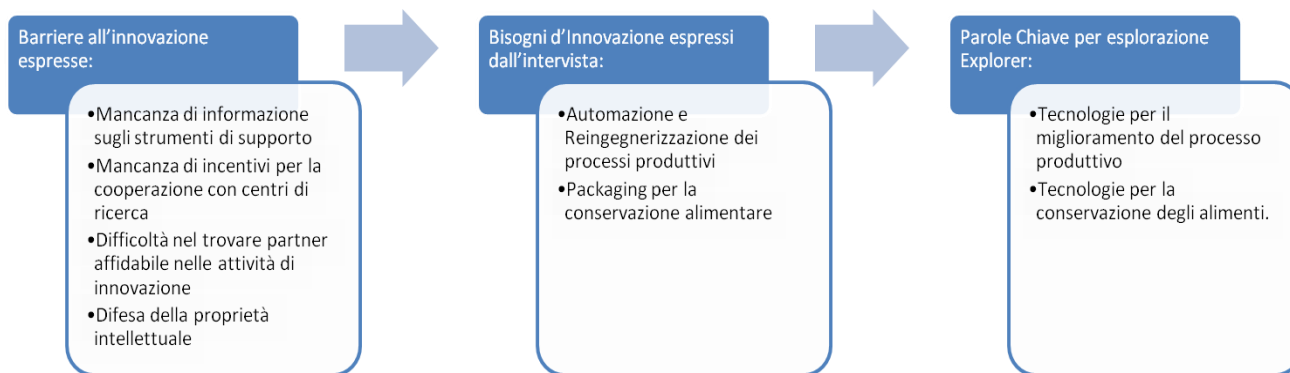 Barriere all’innovazione
espresse:
•Mancanza di informazione
sugli strumenti di supporto
•Mancanza di incentivi per la
cooperazione con centri di
ricerca
•Difficoltà nel trovare partner
affidabile nelle attività di
innovazione
•Difesa della proprietà
intellettuale
Bisogni d’Innovazione espressi
dall’intervista:
•Automazione e
Reingegnerizzazione dei
processi produttivi
•Packaging per la
conservazione alimentare
Parole Chiave per esplorazione
Explorer:
•Tecnologie per il
miglioramento del processo
produttivo
•Tecnologie per la
conservazione degli alimenti.